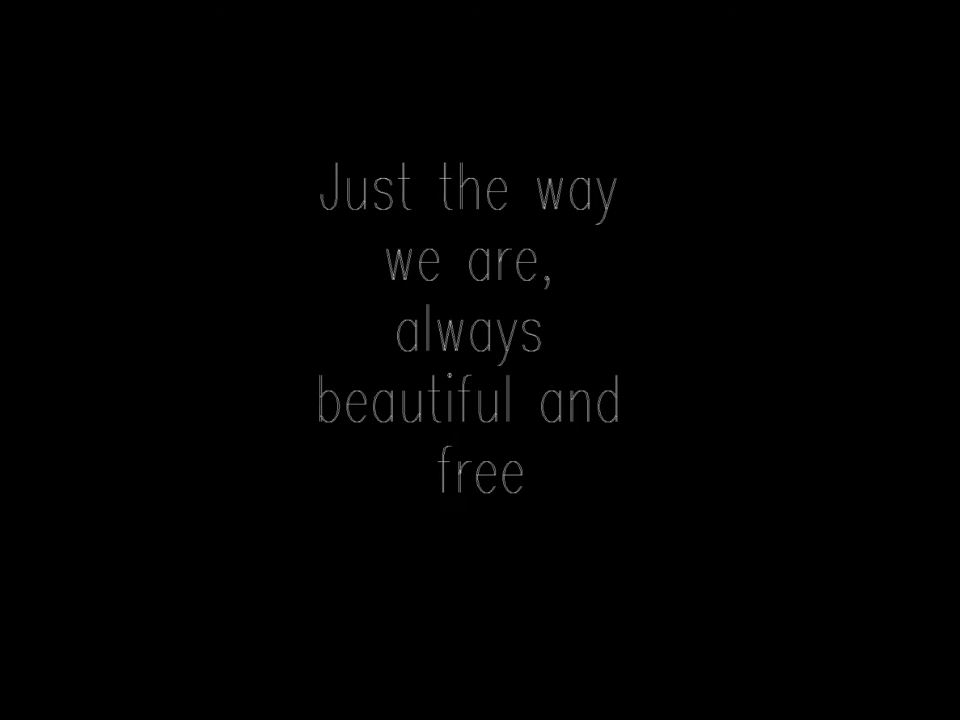 Just the way
we are,
always
beautiful and
free